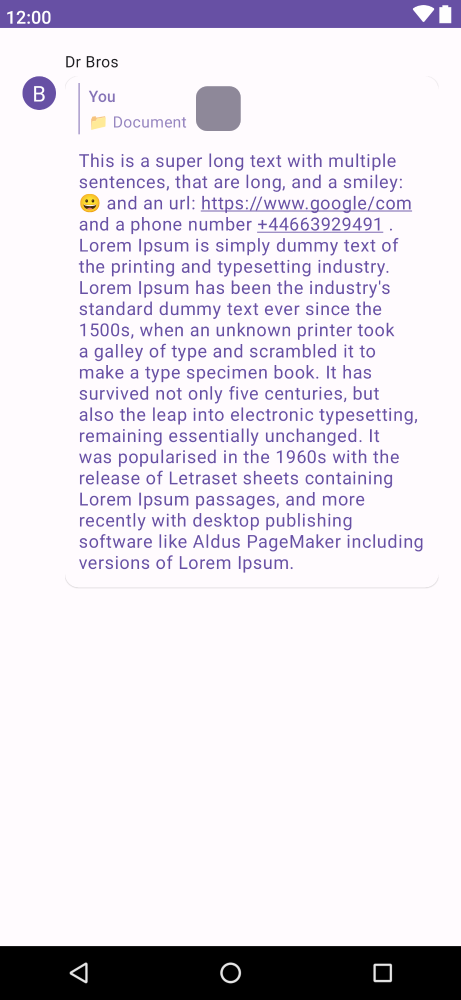 12:00
Dr Bros
B
You
📁 Document
This is a super long text with multiple
sentences, that are long, and a smiley:
😀 and an url: https://www.google/com
and a phone number +44663929491 .
Lorem Ipsum is simply dummy text of
the printing and typesetting industry.
Lorem Ipsum has been the industry's
standard dummy text ever since the
1500s, when an unknown printer took
a galley of type and scrambled it to
make a type specimen book. It has
survived not only five centuries, but
also the leap into electronic typesetting,
remaining essentially unchanged. It
was popularised in the 1960s with the
release of Letraset sheets containing
Lorem Ipsum passages, and more
recently with desktop publishing
software like Aldus PageMaker including
versions of Lorem Ipsum.